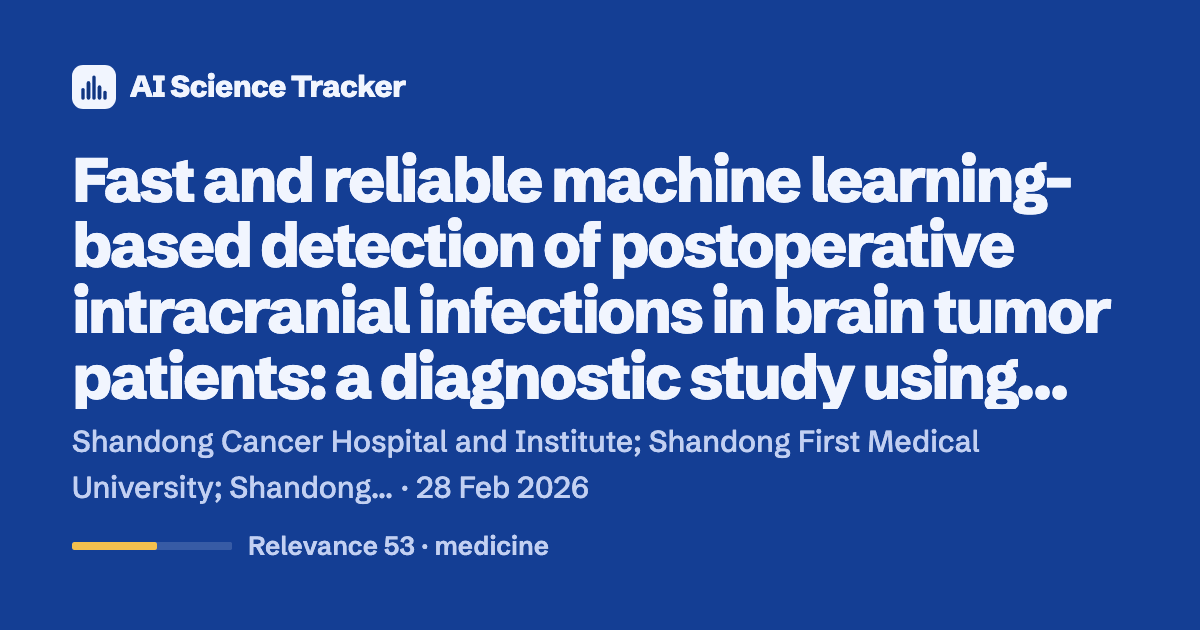 AI Science Tracker
Fast and reliable machine learning-
based detection of postoperative
intracranial infections in brain tumor
patients: a diagnostic study using...
Shandong Cancer Hospital and Institute; Shandong First Medical
University; Shandong... · 28 Feb 2026
Relevance 53 · medicine